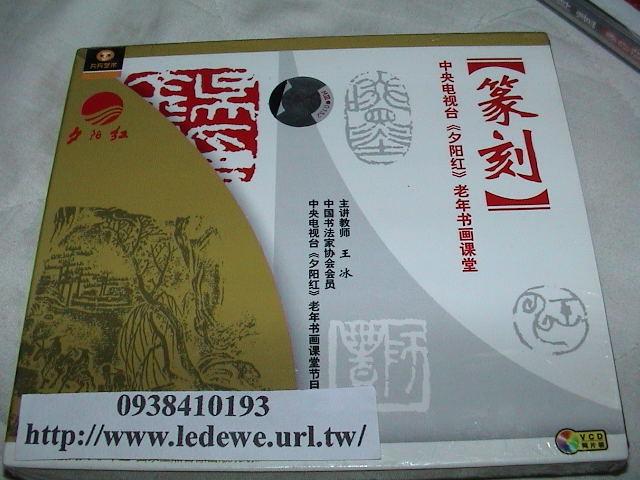 【篆刻】
中央电视台《夕阳红》老年书画课堂
夕阳红
主讲教师 王冰
中国书法家协会会员
中央电视台《夕阳红》老年书画课堂节目
VCD
两片装
0938410193
http://www.ledewe.url.tw/